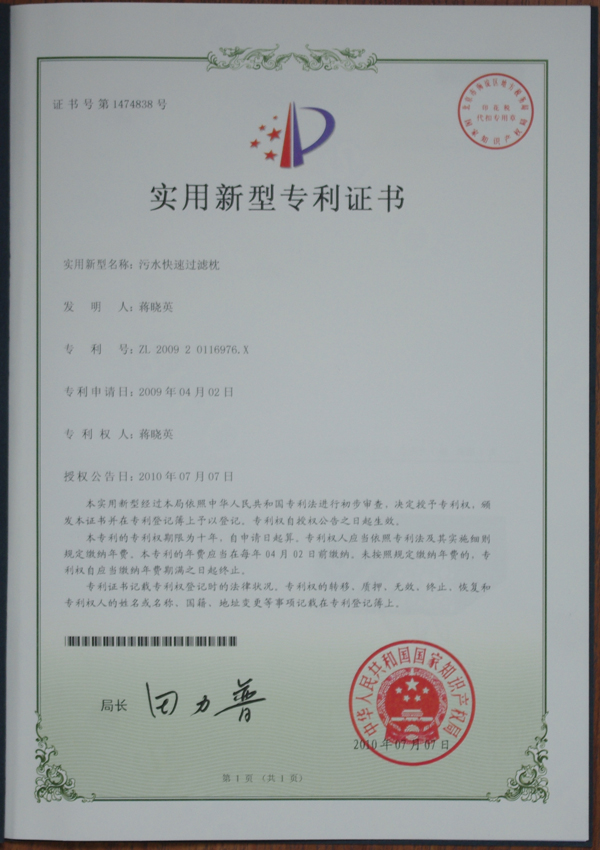 证书号第1474838号
印花税
代扣专用章
国家知识产权局
实用新型专利证书
实用新型名称：污水快速过滤枕
发明人：蒋晓英
专利号：ZL 2009 2 0116976.X
专利申请日：2009年04月02日
专利权人：蒋晓英
授权公告日：2010年07月07日
本实用新型经过本局依照中华人民共和国专利法进行初步审查，决定授予专利权，颁
发本证书并在专利登记簿上予以登记。专利权自授权公告之日起生效。
本专利的专利权期限为十年，自申请日起算。专利权人应当依照专利法及其实施细则
规定缴纳年费。本专利的年费应当在每年04月02日前缴纳。未按照规定缴纳年费的，专
利权自应当缴纳年费期满之日起终止。
专利证书记载专利权登记时的法律状况。专利权的转移、质押、无效、终止、恢复和
专利权人的姓名或名称、国籍、地址变更等事项记载在专利登记簿上。
局长
田力普
中华人民共和国国家知识产权局
2010年07月07日
第1页（共1页）